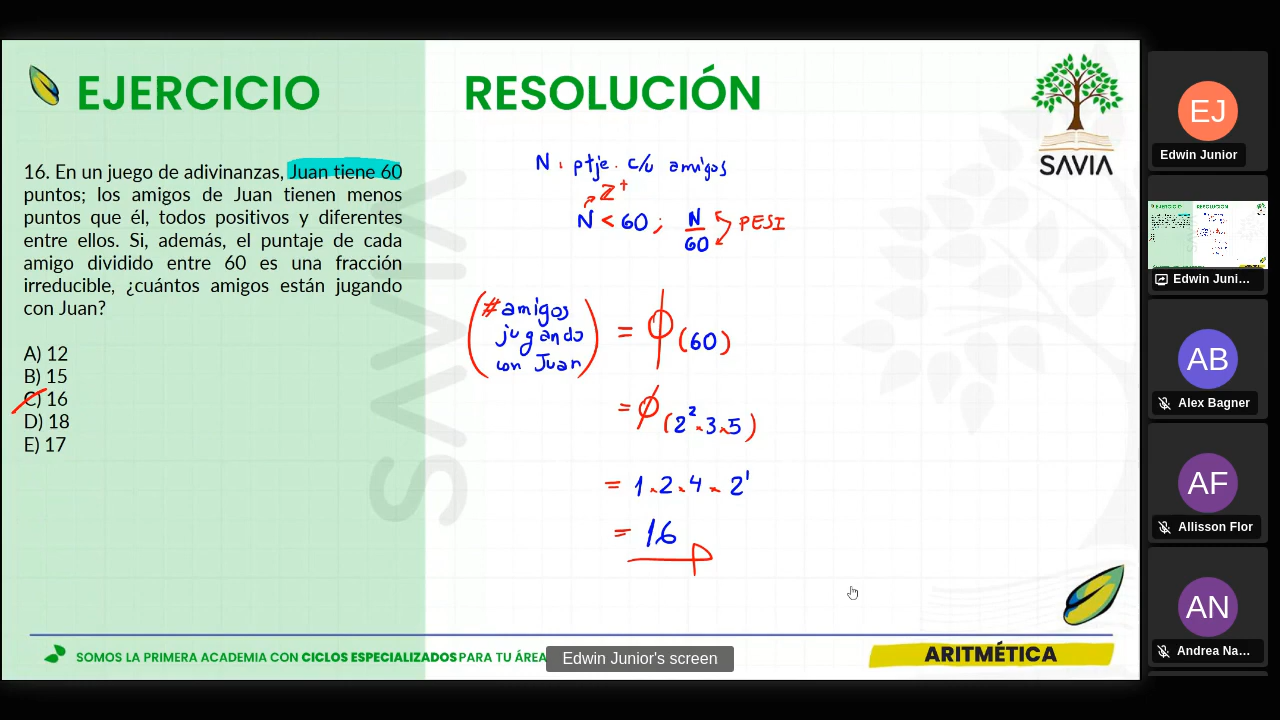 EJERCICIO
16. En un juego de adivinanzas, Juan tiene 60
puntos; los amigos de Juan tienen menos
puntos que él, todos positivos y diferentes
entre ellos. Si, además, el puntaje de cada
amigo dividido entre 60 es una fracción
irreducible, ¿cuántos amigos están jugando
con Juan?
A) 12
B) 15
C) 16
D) 18
E) 17
RESOLUCIÓN
N: ptje. c/u amigos
Z⁺
N < 60; N/60 PESI
(#amigos
jugando
con Juan) = ϕ(60)
= ϕ(2².3.5)
= 1.2.4.2¹
= 16
SAVIA
SAVIA
SOMOS LA PRIMERA ACADEMIA CON CICLOS ESPECIALIZADOS PARA TU ÁREA
Edwin Junior's screen
ARITMÉTICA
EJ
Edwin Junior
Edwin Juni...
AB
Alex Bagner
AF
Allisson Flor
AN
Andrea Na...